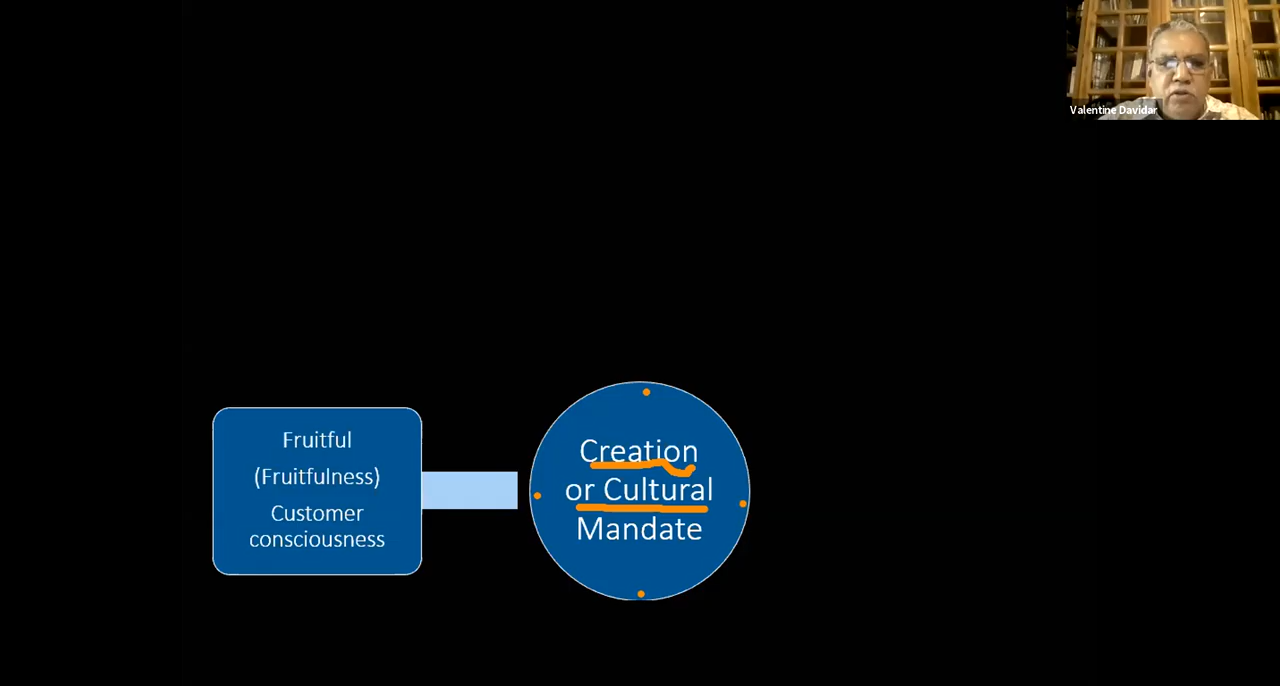 Valentine Davidar
Fruitful
(Fruitfulness)
Customer
consciousness
Creation
or Cultural
Mandate